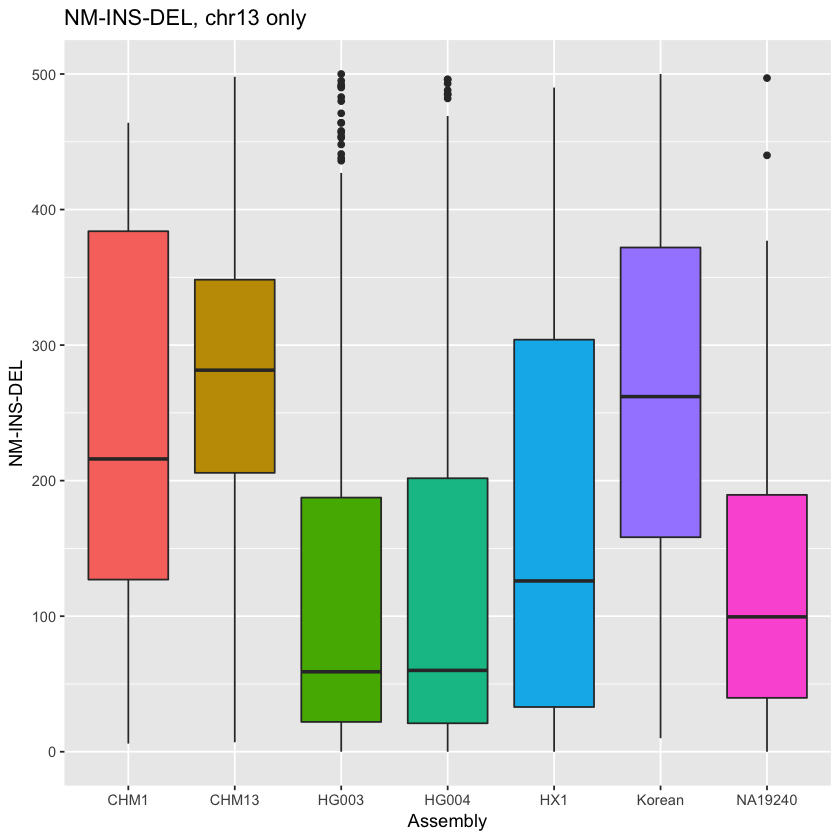 NM-INS-DEL, chr13 only
NM-INS-DEL
500
400
300
200
100
0
CHM1 CHM13 HG003 HG004 HX1 Korean NA19240
Assembly